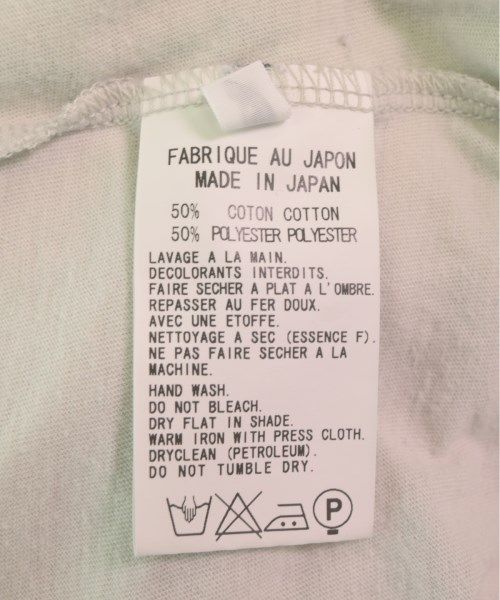 FABRIQUE AU JAPON
MADE IN JAPAN
50% COTON COTTON
50% POLYESTER POLYESTER
LAVAGE A LA MAIN.
DECOLORANTS INTERDITS.
FAIRE SECHER A PLAT A L'OMBRE.
REPASSER AU FER DOUX.
AVEC UNE ETOFFE.
NETTOYAGE A SEC (ESSENCE F).
NE PAS FAIRE SECHER A LA
MACHINE.
HAND WASH.
DO NOT BLEACH.
DRY FLAT IN SHADE.
WARM IRON WITH PRESS CLOTH.
DRYCLEAN (PETROLEUM).
DO NOT TUMBLE DRY.
P